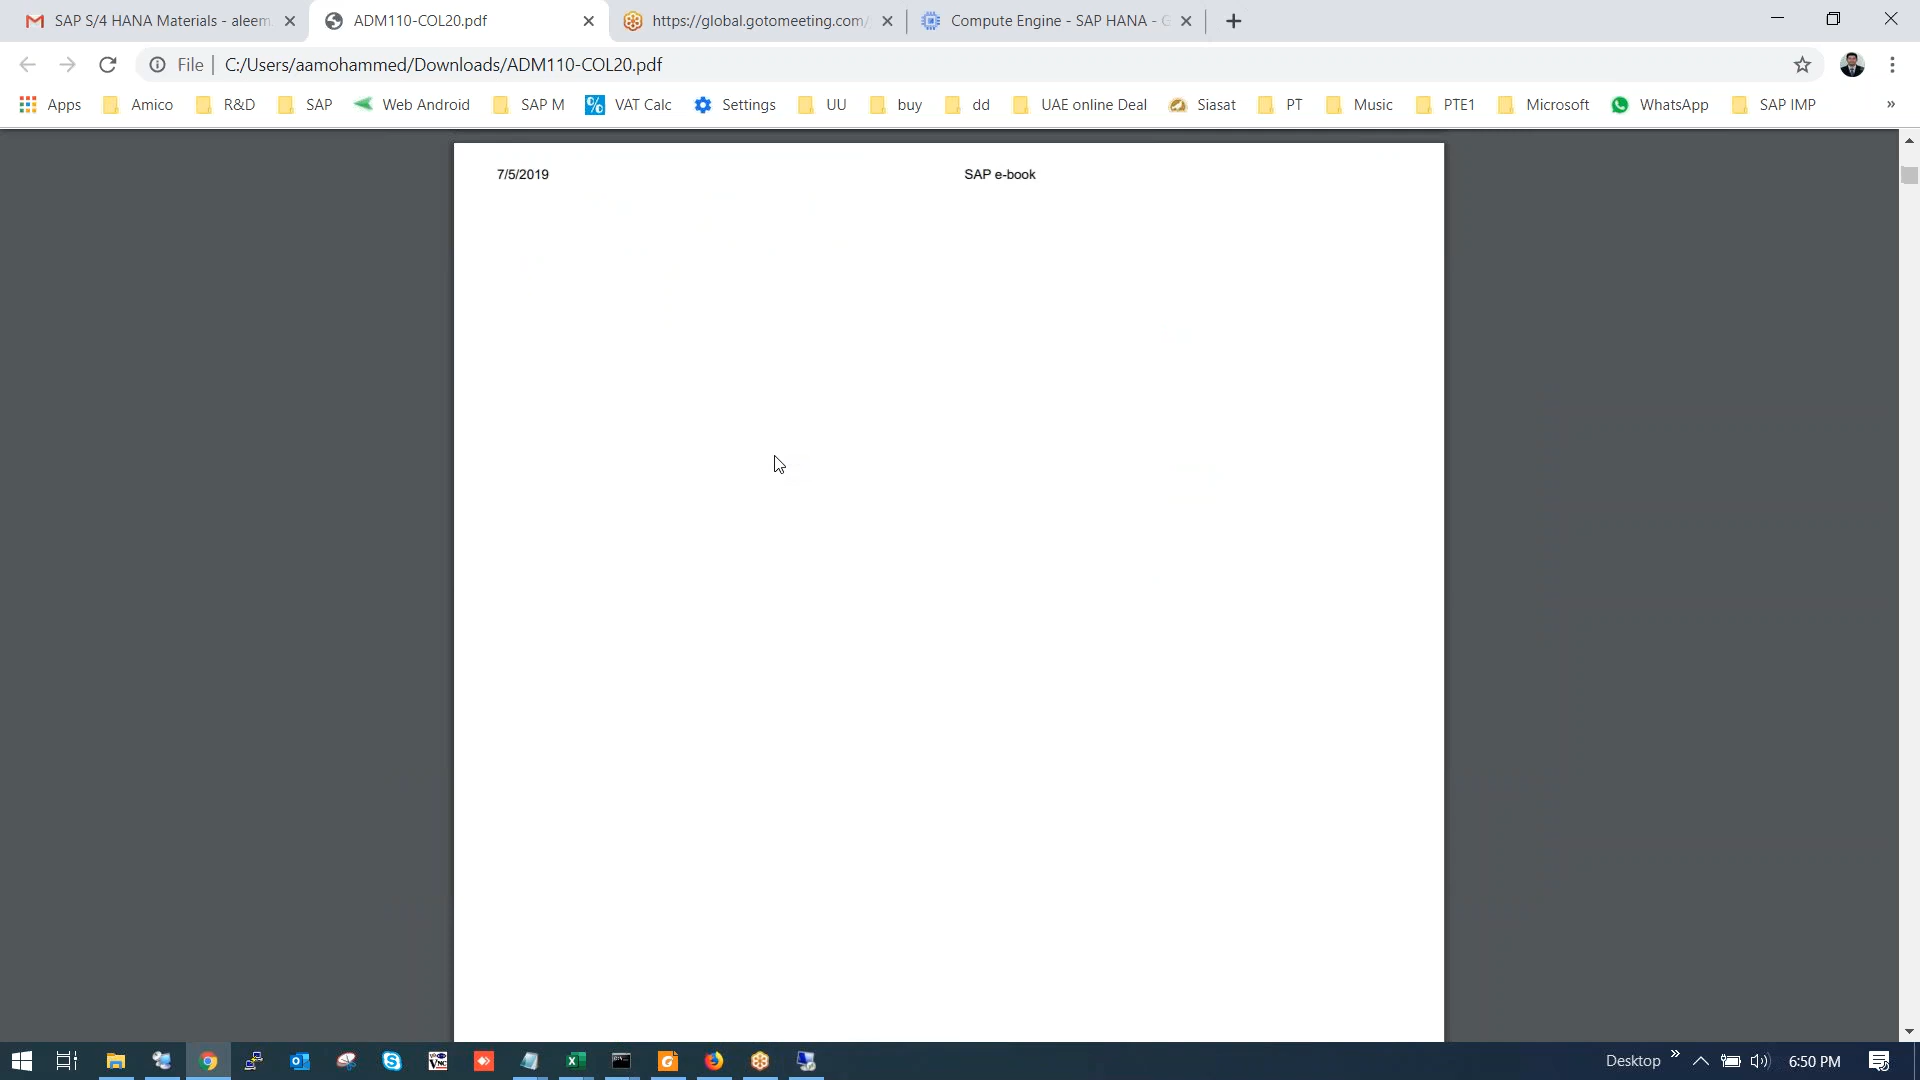 SAP S/4 HANA Materials - aleem
ADM110-COL20.pdf
https://global.gotomeeting.com/
Compute Engine - SAP HANA - G
File
C:/Users/aamohammed/Downloads/ADM110-COL20.pdf
Apps
Amico
R&D
SAP
Web Android
SAP M
VAT Calc
Settings
UU
buy
dd
UAE online Deal
Siasat
PT
Music
PTE1
Microsoft
WhatsApp
SAP IMP
»
7/5/2019
SAP e-book
Desktop
»
6:50 PM